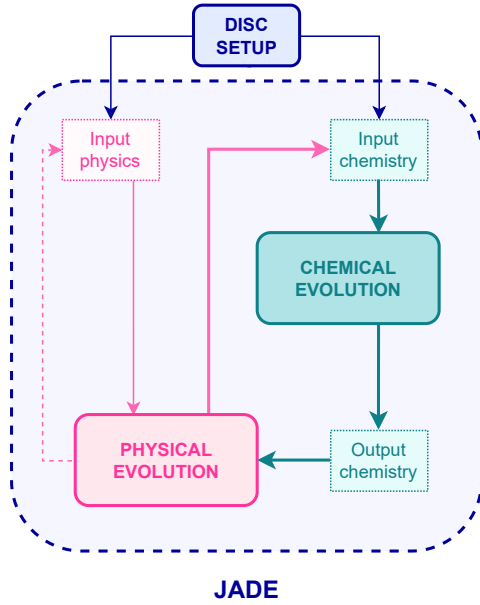 DISC
SETUP
Input
physics
Input
chemistry
CHEMICAL
EVOLUTION
PHYSICAL
EVOLUTION
Output
chemistry
JADE